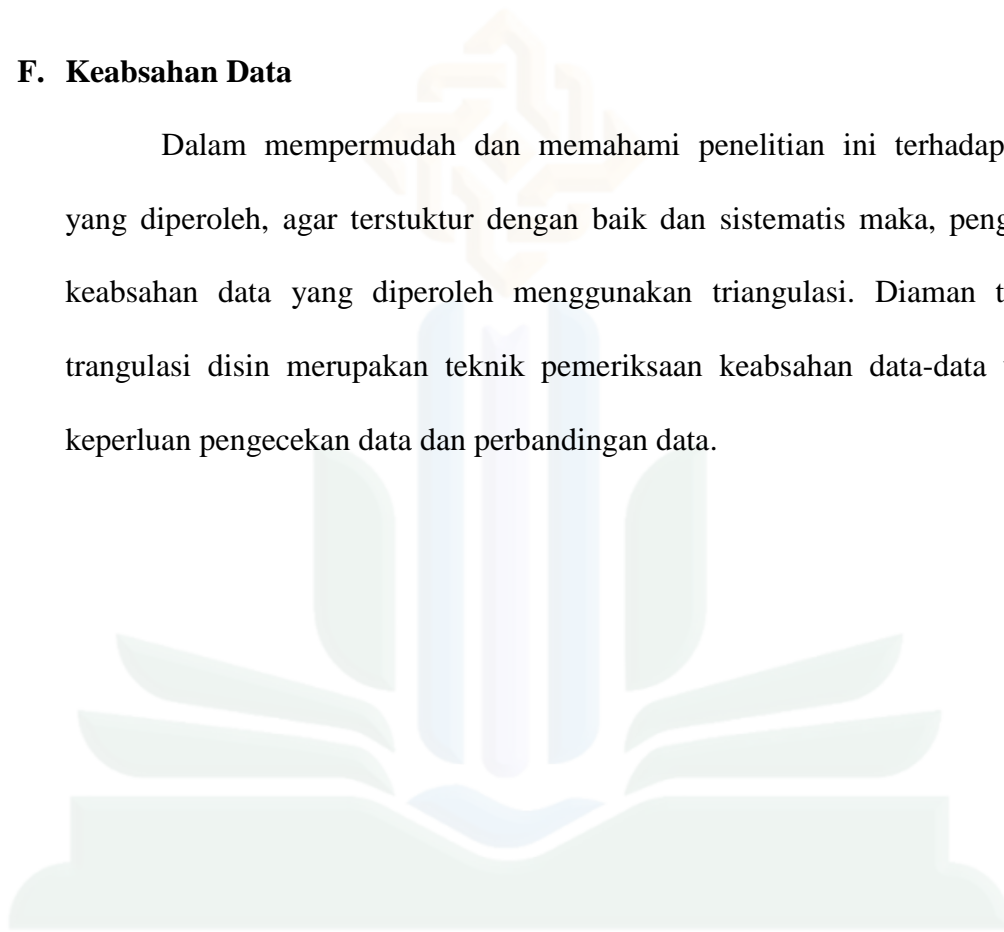 F. Keabsahan Data
Dalam mempermudah dan memahami penelitian ini terhadap
yang diperoleh, agar terstuktur dengan baik dan sistematis maka,
keabsahan data yang diperoleh menggunakan triangulasi. Diaman
trangulasi disin merupakan teknik pemeriksaan keabsahan data-data
keperluan pengecekan data dan perbandingan data.